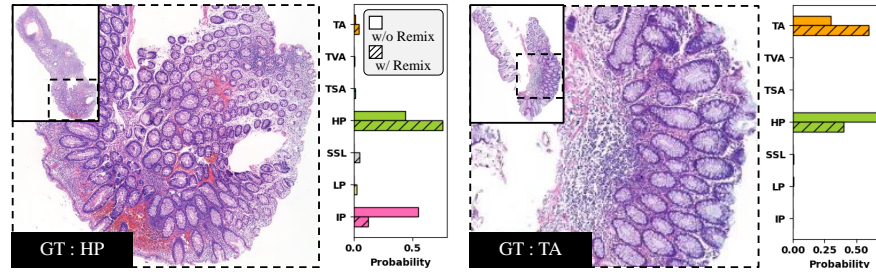 GT : HP
TA
TVA
TSA
HP
SSL
LP
IP
w/o Remix
w/ Remix
0.0
0.5
Probability
GT : TA
TA
TVA
TSA
HP
SSL
LP
IP
0.00
0.25
0.50
Probability